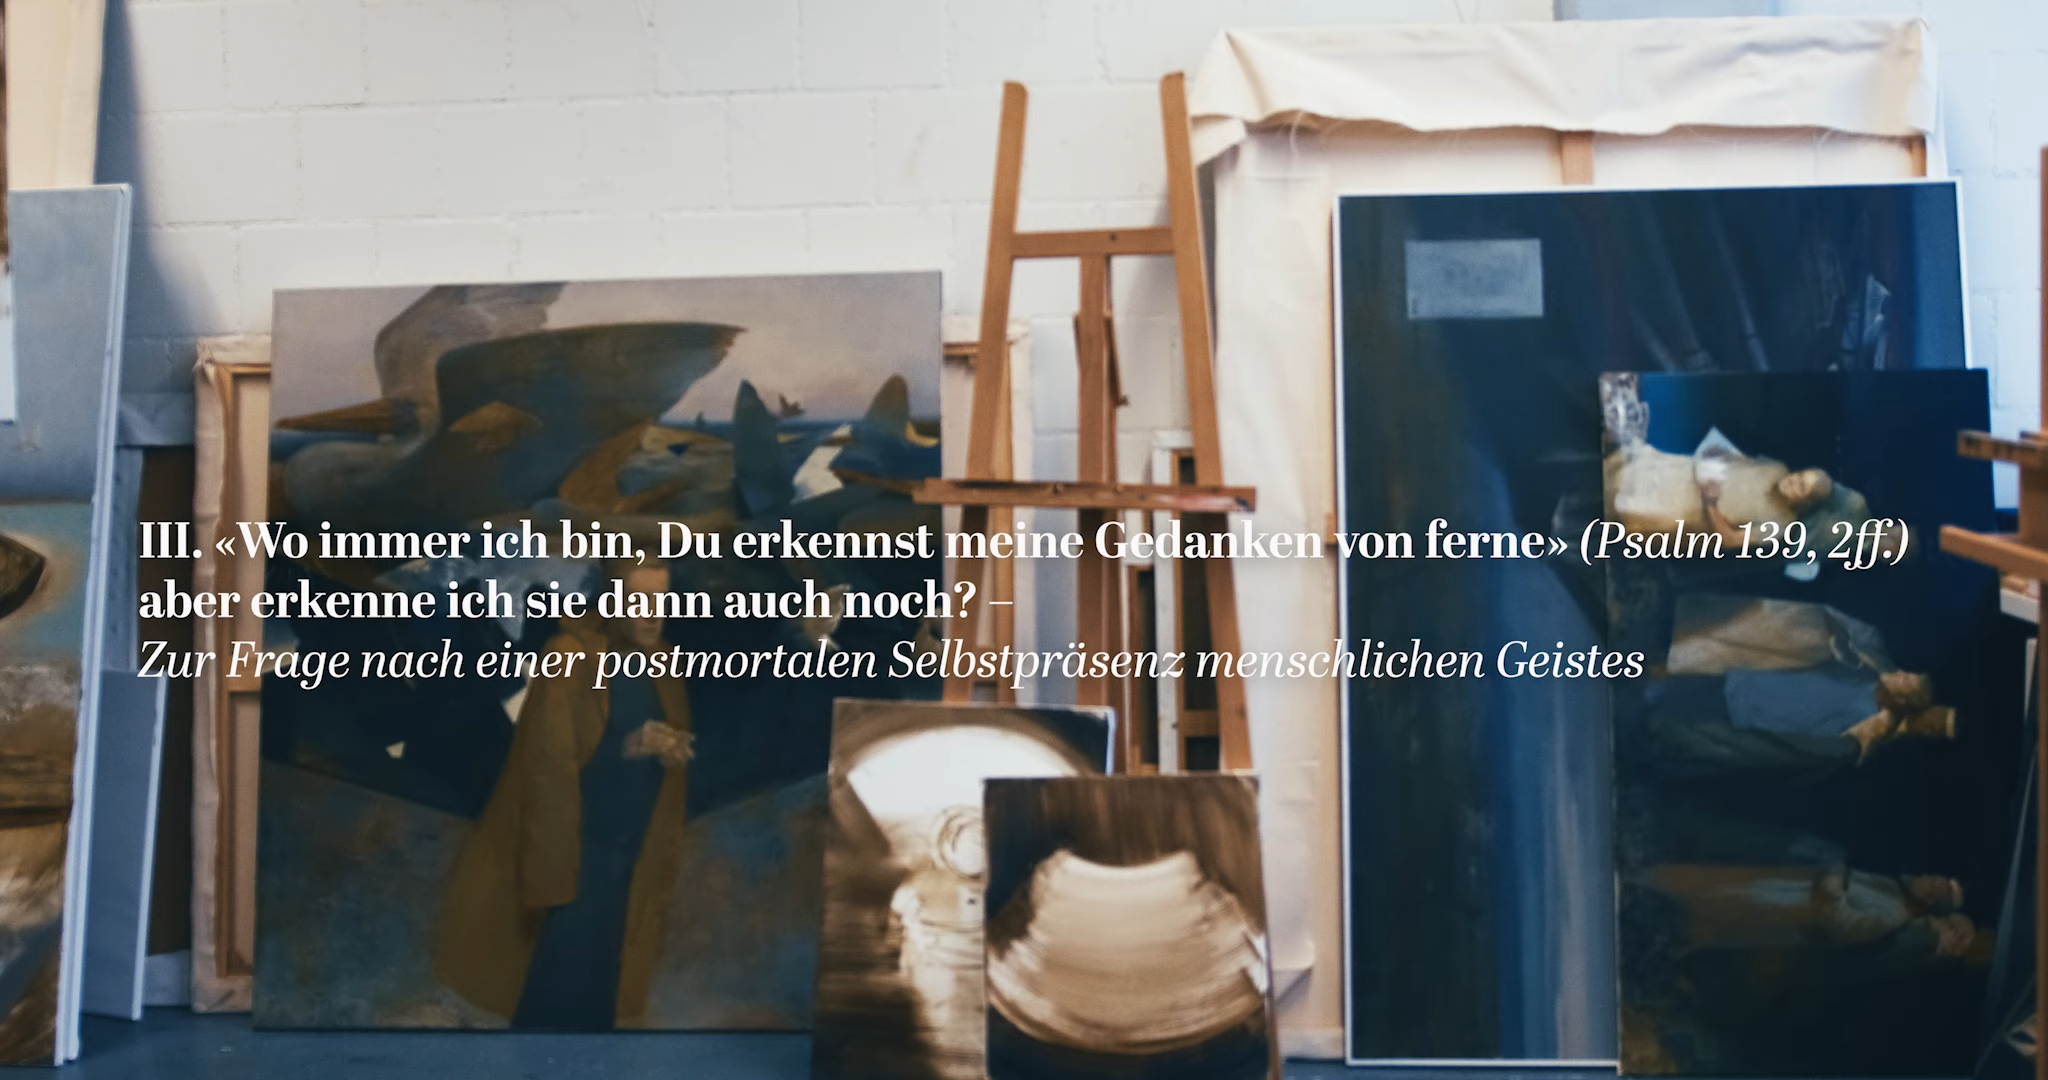 III. «Wo immer ich bin, Du erkennst meine Gedanken von ferne» (Psalm 139, 2ff.)
aber erkenne ich sie dann auch noch? –
Zur Frage nach einer postmortalen Selbstpräsenz menschlichen Geistes